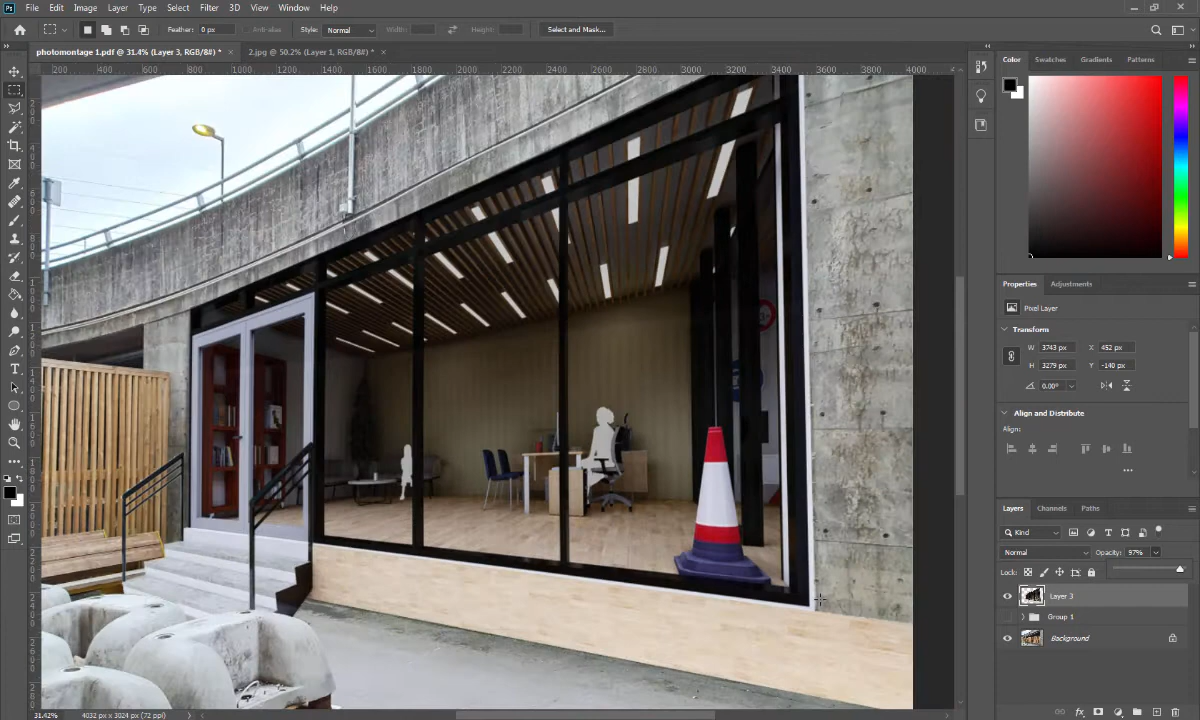 Ps File Edit Image Layer Type Select Filter 3D View Window Help
Feather: 0 px Anti-alias Style: Normal Width: Height: Select and Mask...
photomontage 1.pdf @ 31.4% (Layer 3, RGB/8#) * × 2.jpg @ 50.2% (Layer 1, RGB/8#) * ×
200 400 600 800 1000 1200 1400 1600 1800 2000 2200 2400 2600 2800 3000 3200 3400 3600 3800 4000
Color Swatches Gradients Patterns
Properties Adjustments
Pixel Layer
Transform
W 3743 px X 452 px
H 3279 px Y -140 px
0.00°
Align and Distribute
Align:
Layers Channels Paths
Kind
Normal Opacity: 97%
Lock:
Layer 3
Group 1
Background
31.42% 4032 px x 3024 px (72 ppi)